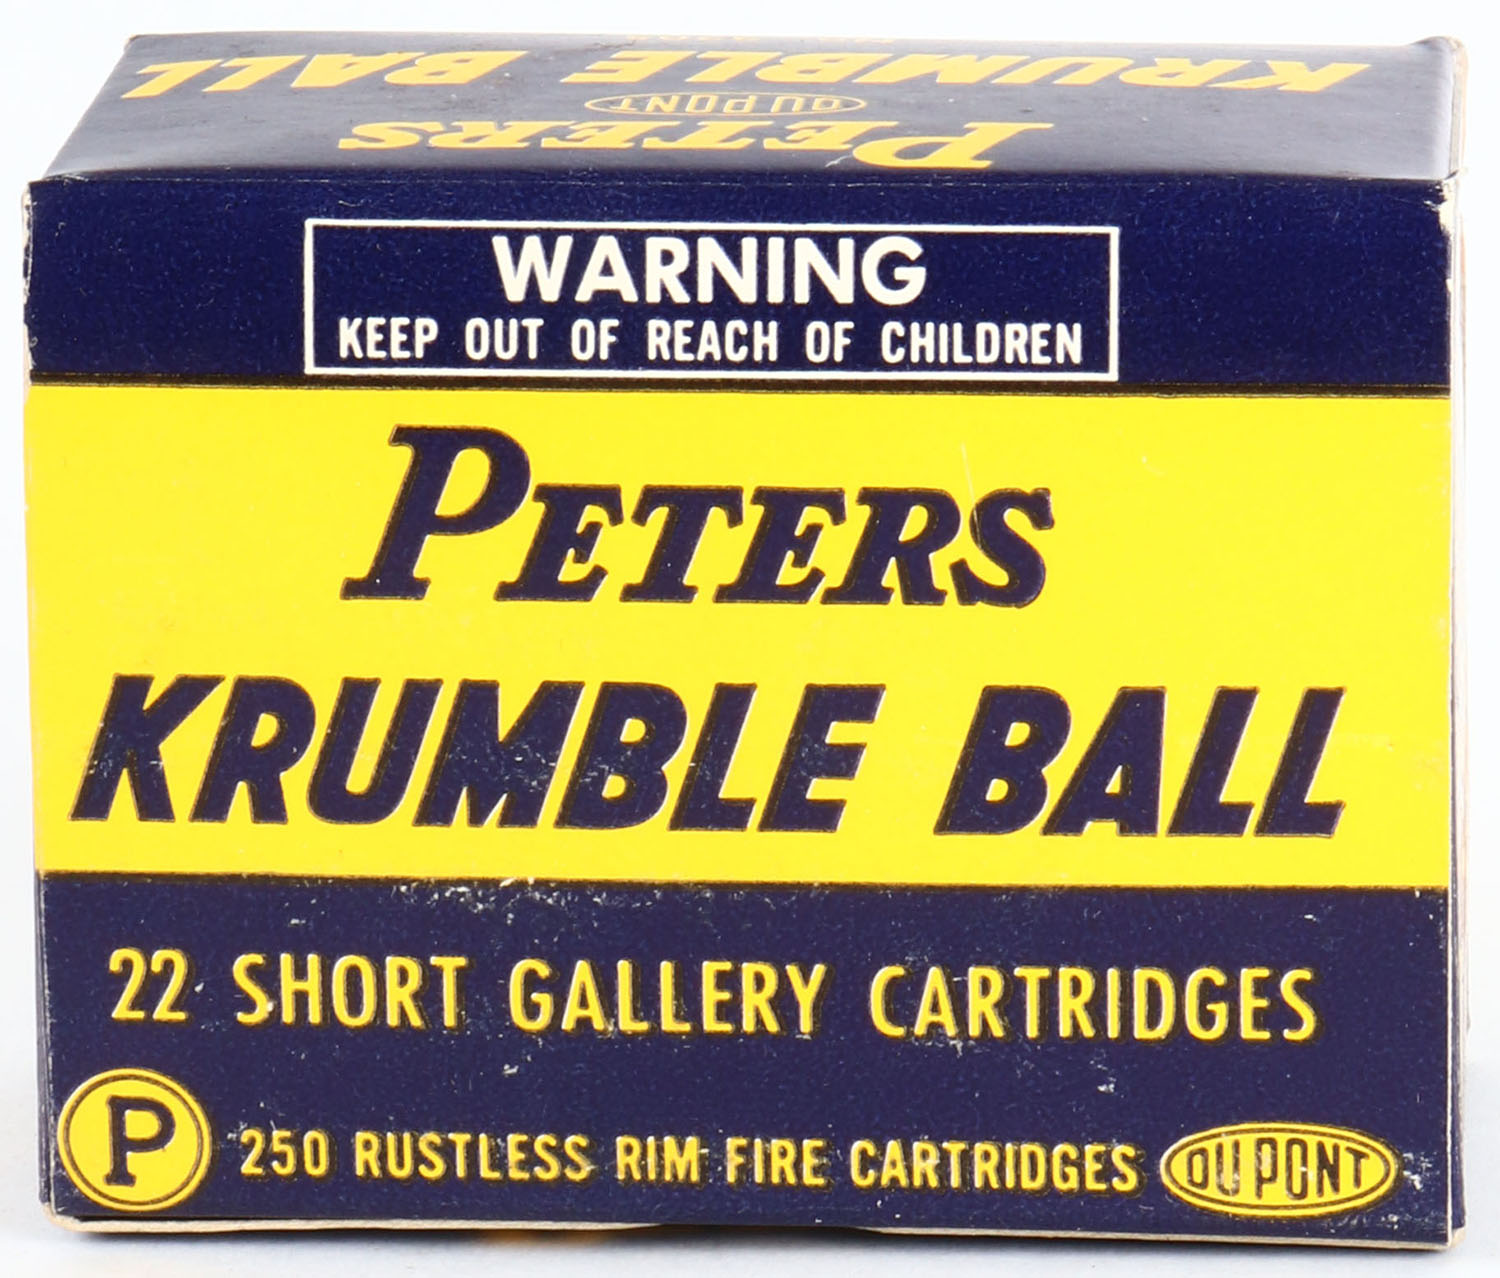 KRUMBLE BALL
DU PONT
PETERS
WARNING
KEEP OUT OF REACH OF CHILDREN
PETERS
KRUMBLE BALL
22 SHORT GALLERY CARTRIDGES
P
250 RUSTLESS RIM FIRE CARTRIDGES
DU PONT